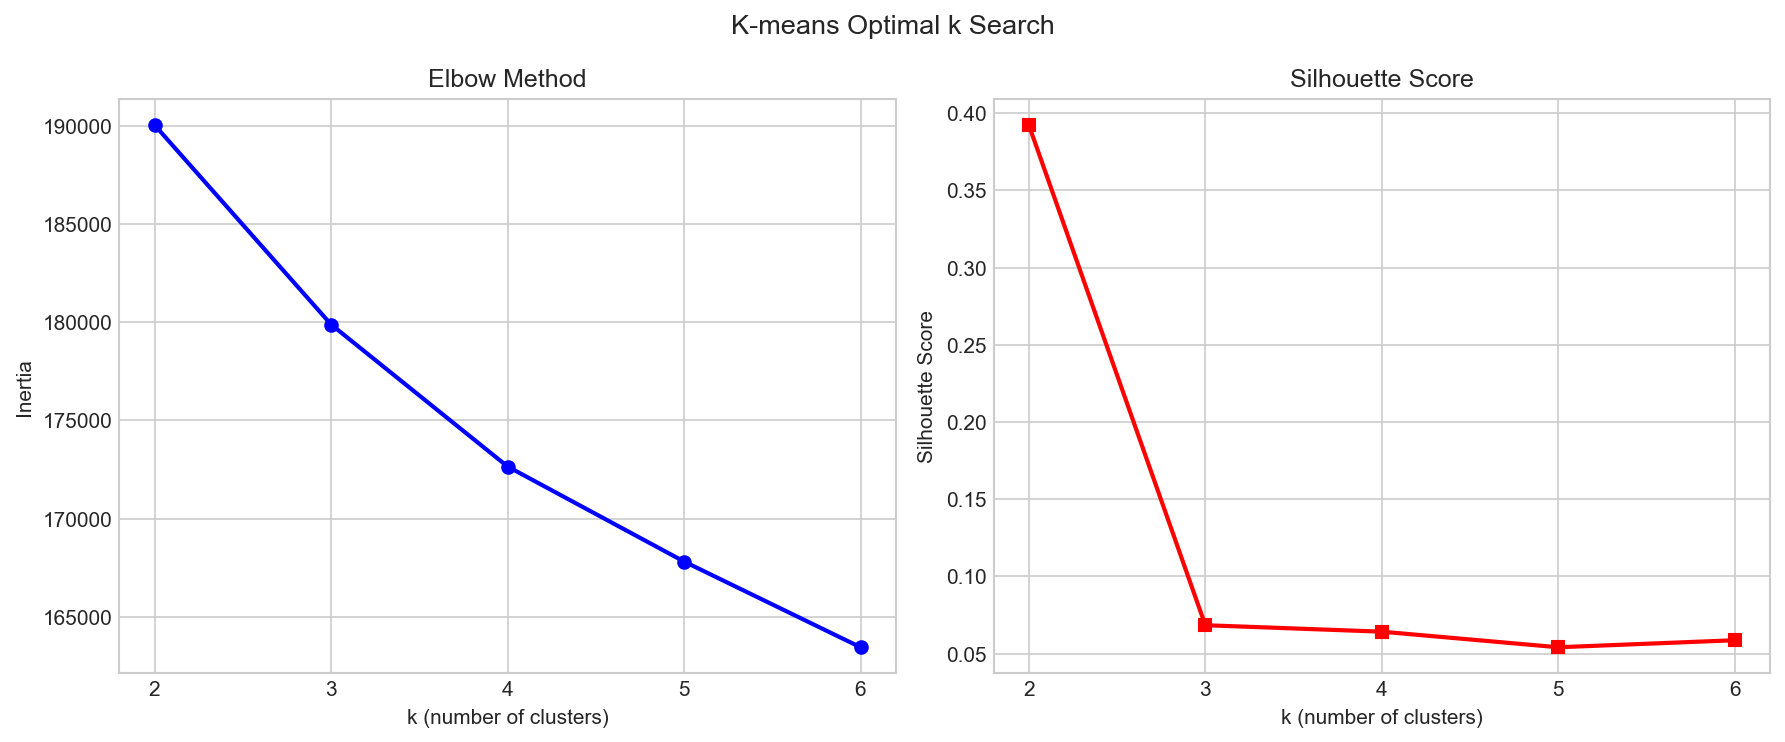 K-means Optimal k Search
Elbow Method
Inertia
190000
185000
180000
175000
170000
165000
2 3 4 5 6
k (number of clusters)
Silhouette Score
Silhouette Score
0.40
0.35
0.30
0.25
0.20
0.15
0.10
0.05
2 3 4 5 6
k (number of clusters)